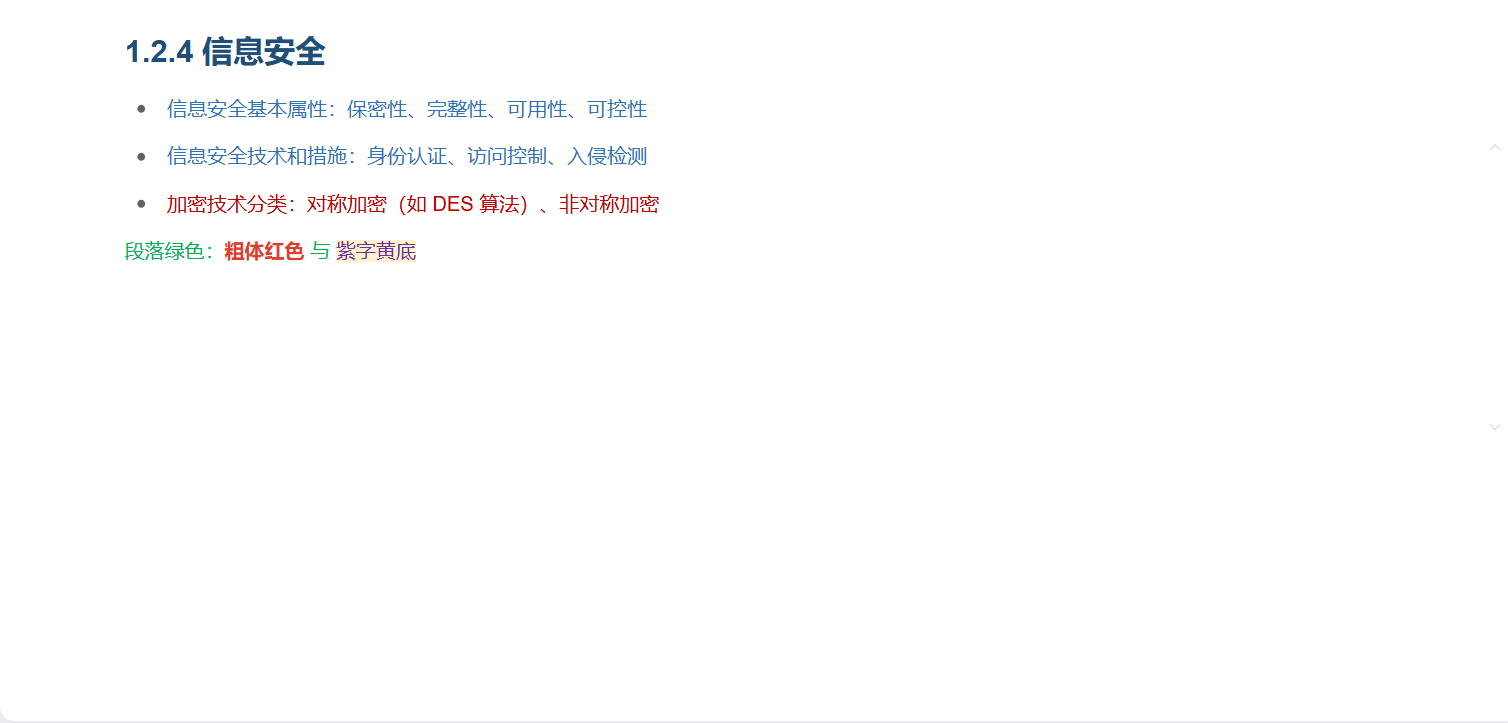 1.2.4 信息安全
信息安全基本属性：保密性、完整性、可用性、可控性
信息安全技术和措施：身份认证、访问控制、入侵检测
加密技术分类：对称加密（如 DES 算法）、非对称加密
段落绿色：粗体红色 与 紫字黄底